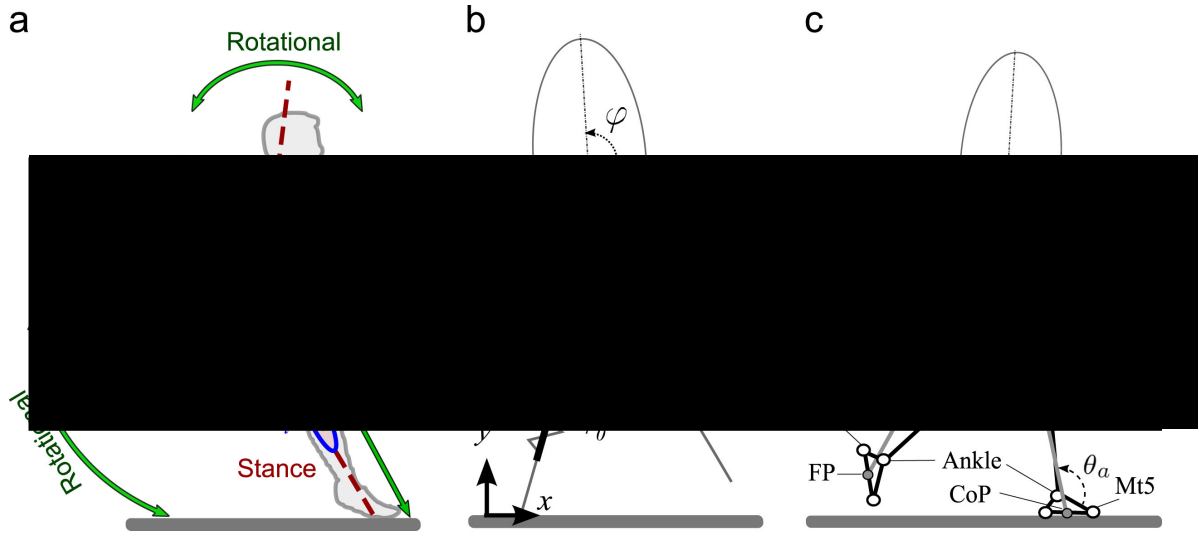 a
b
c
Rotational
φ
Rotational
Stance
y
x
FP
Ankle
CoP
θa
Mt5